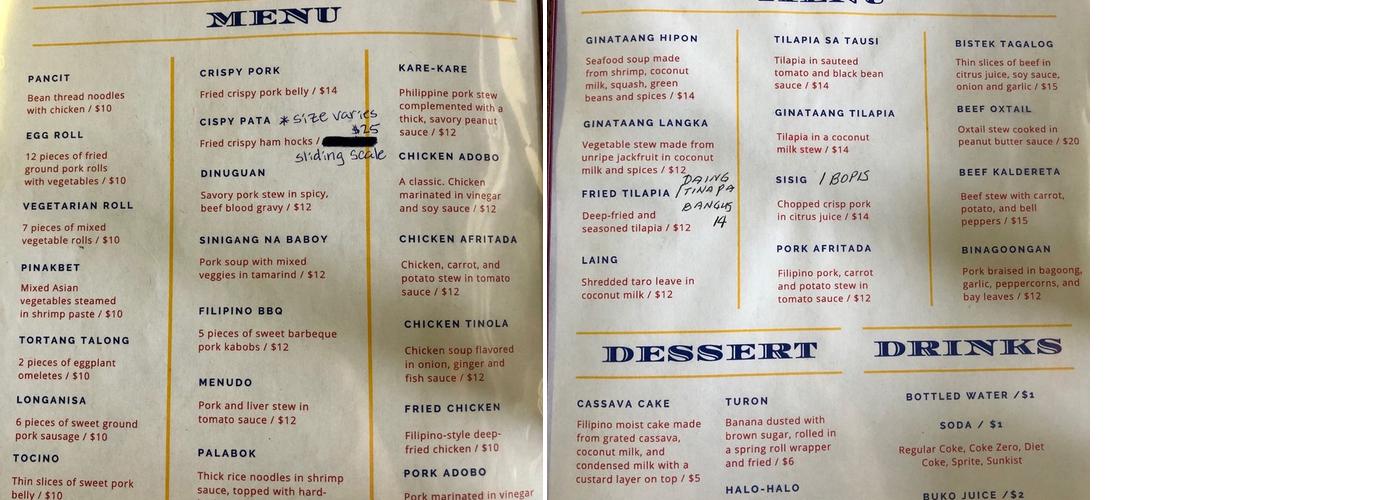 MENU
PANCIT
Bean thread noodles
with chicken / $10
EGG ROLL
12 pieces of fried
ground pork rolls
with vegetables / $10
VEGETARIAN ROLL
7 pieces of mixed
vegetable rolls / $10
PINAKBET
Mixed Asian
vegetables steamed
in shrimp paste / $10
TORTANG TALONG
2 pieces of eggplant
omeletes / $10
LONGANISA
6 pieces of sweet ground
pork sausage / $10
TOCINO
Thin slices of sweet pork
belly / $10
CRISPY PORK
Fried crispy pork belly / $14
CISPY PATA * size varies
$25
Fried crispy ham hocks /
sliding scale
DINUGUAN
Savory pork stew in spicy,
beef blood gravy / $12
SINIGANG NA BABOY
Pork soup with mixed
veggies in tamarind / $12
FILIPINO BBQ
5 pieces of sweet barbeque
pork kabobs / $12
MENUDO
Pork and liver stew in
tomato sauce / $12
PALABOK
Thick rice noodles in shrimp
sauce, topped with hard-
KARE-KARE
Philippine pork stew
complemented with a
thick, savory peanut
sauce / $12
CHICKEN ADOBO
A classic. Chicken
marinated in vinegar
and soy sauce / $12
CHICKEN AFRITADA
Chicken, carrot, and
potato stew in tomato
sauce / $12
CHICKEN TINOLA
Chicken soup flavored
in onion, ginger and
fish sauce / $12
FRIED CHICKEN
Filipino-style deep-
fried chicken / $10
PORK ADOBO
Pork marinated in vinegar
MENU
GINATAANG HIPON
Seafood soup made
from shrimp, coconut
milk, squash, green
beans and spices / $14
GINATAANG LANGKA
Vegetable stew made from
unripe jackfruit in coconut
milk and spices / $12
DAING
FRIED TILAPIA / TINAPA
BANGUS
14
Deep-fried and
seasoned tilapia / $12
LAING
Shredded taro leave in
coconut milk / $12
TILAPIA SA TAUSI
Tilapia in sauteed
tomato and black bean
sauce / $14
GINATAANG TILAPIA
Tilapia in a coconut
milk stew / $14
SISIG / BOPIS
Chopped crisp pork
in citrus juice / $14
PORK AFRITADA
Filipino pork, carrot
and potato stew in
tomato sauce / $12
BISTEK TAGALOG
Thin slices of beef in
citrus juice, soy sauce,
onion and garlic / $15
BEEF OXTAIL
Oxtail stew cooked in
peanut butter sauce / $20
BEEF KALDERETA
Beef stew with carrot,
potato, and bell
peppers / $15
BINAGOONGAN
Pork braised in bagoong,
garlic, peppercorns, and
bay leaves / $12
DESSERT
CASSAVA CAKE
Filipino moist cake made
from grated cassava,
coconut milk, and
condensed milk with a
custard layer on top / $5
TURON
Banana dusted with
brown sugar, rolled in
a spring roll wrapper
and fried / $6
HALO-HALO
DRINKS
BOTTLED WATER /$1
SODA / $1
Regular Coke, Coke Zero, Diet
Coke, Sprite, Sunkist
BUKO JUICE /$2